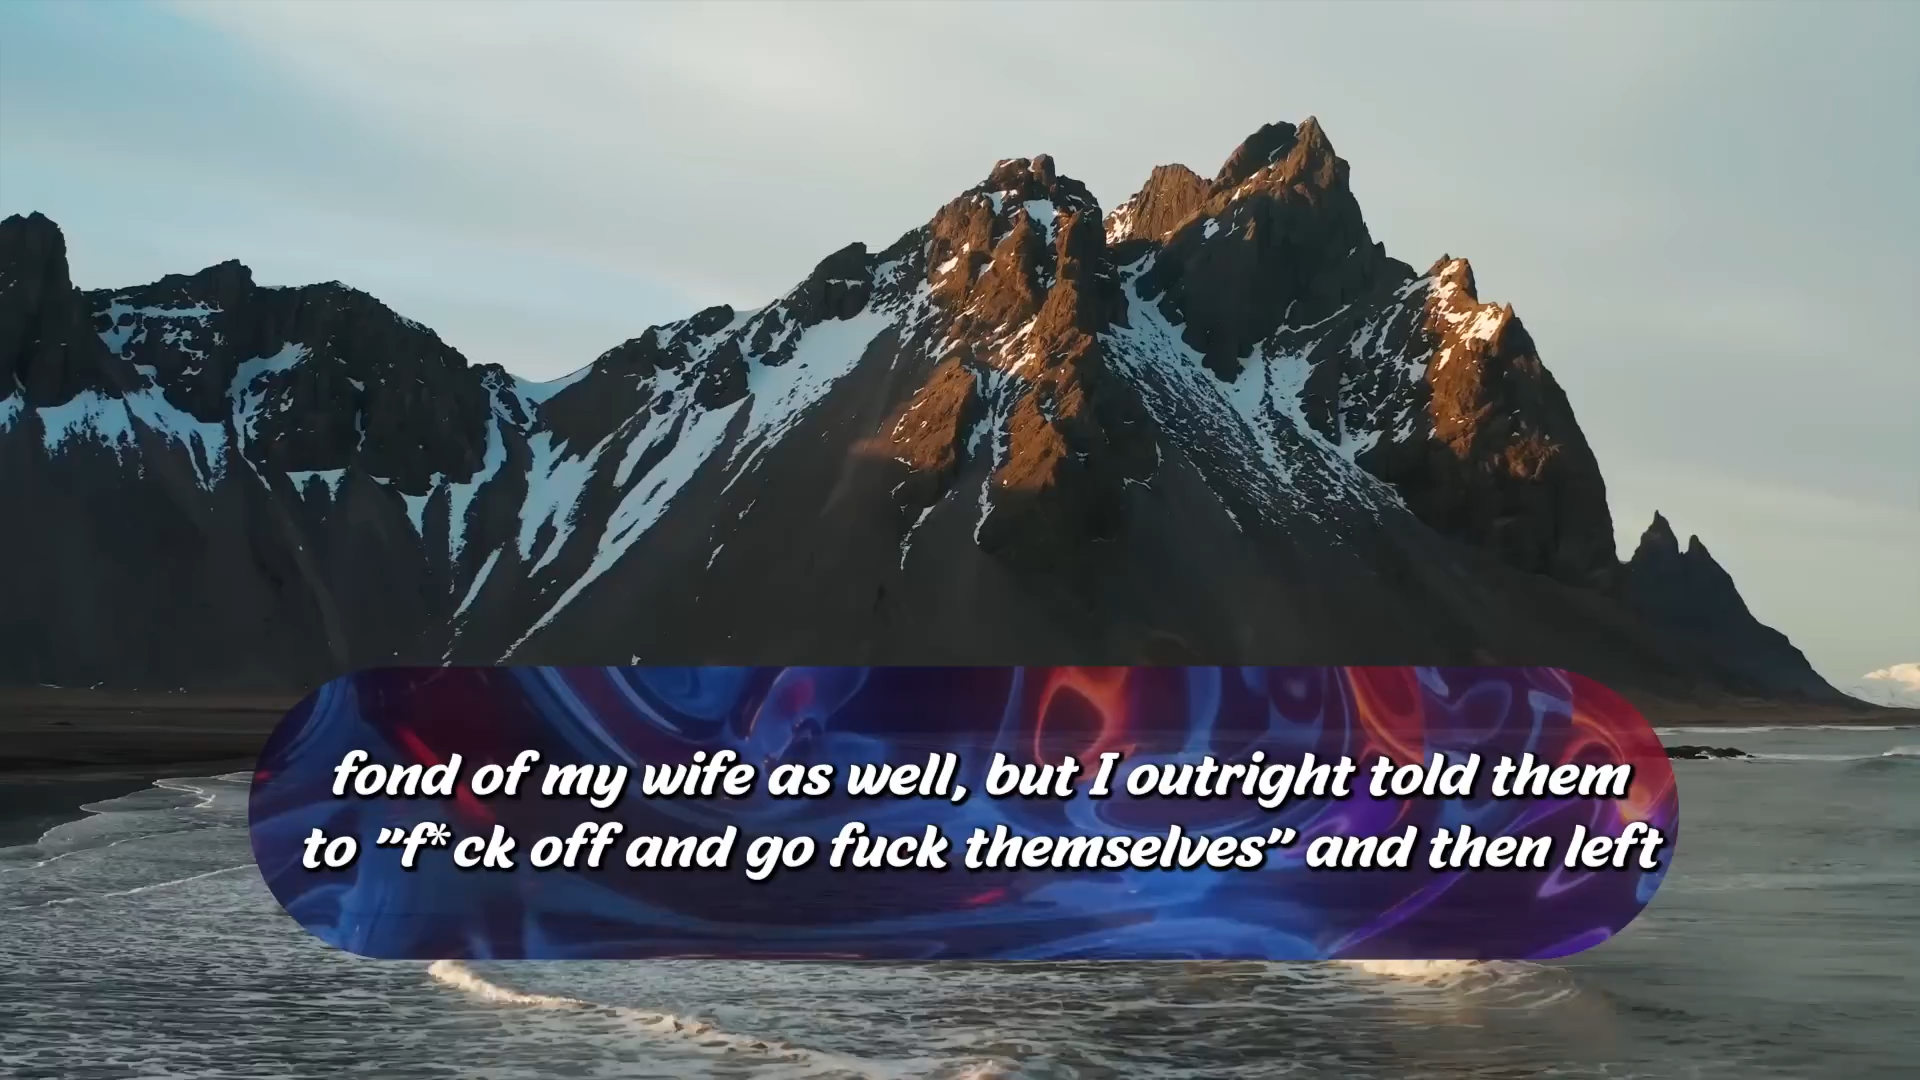 fond of my wife as well, but I outright told them
to "f*ck off and go fuck themselves" and then left